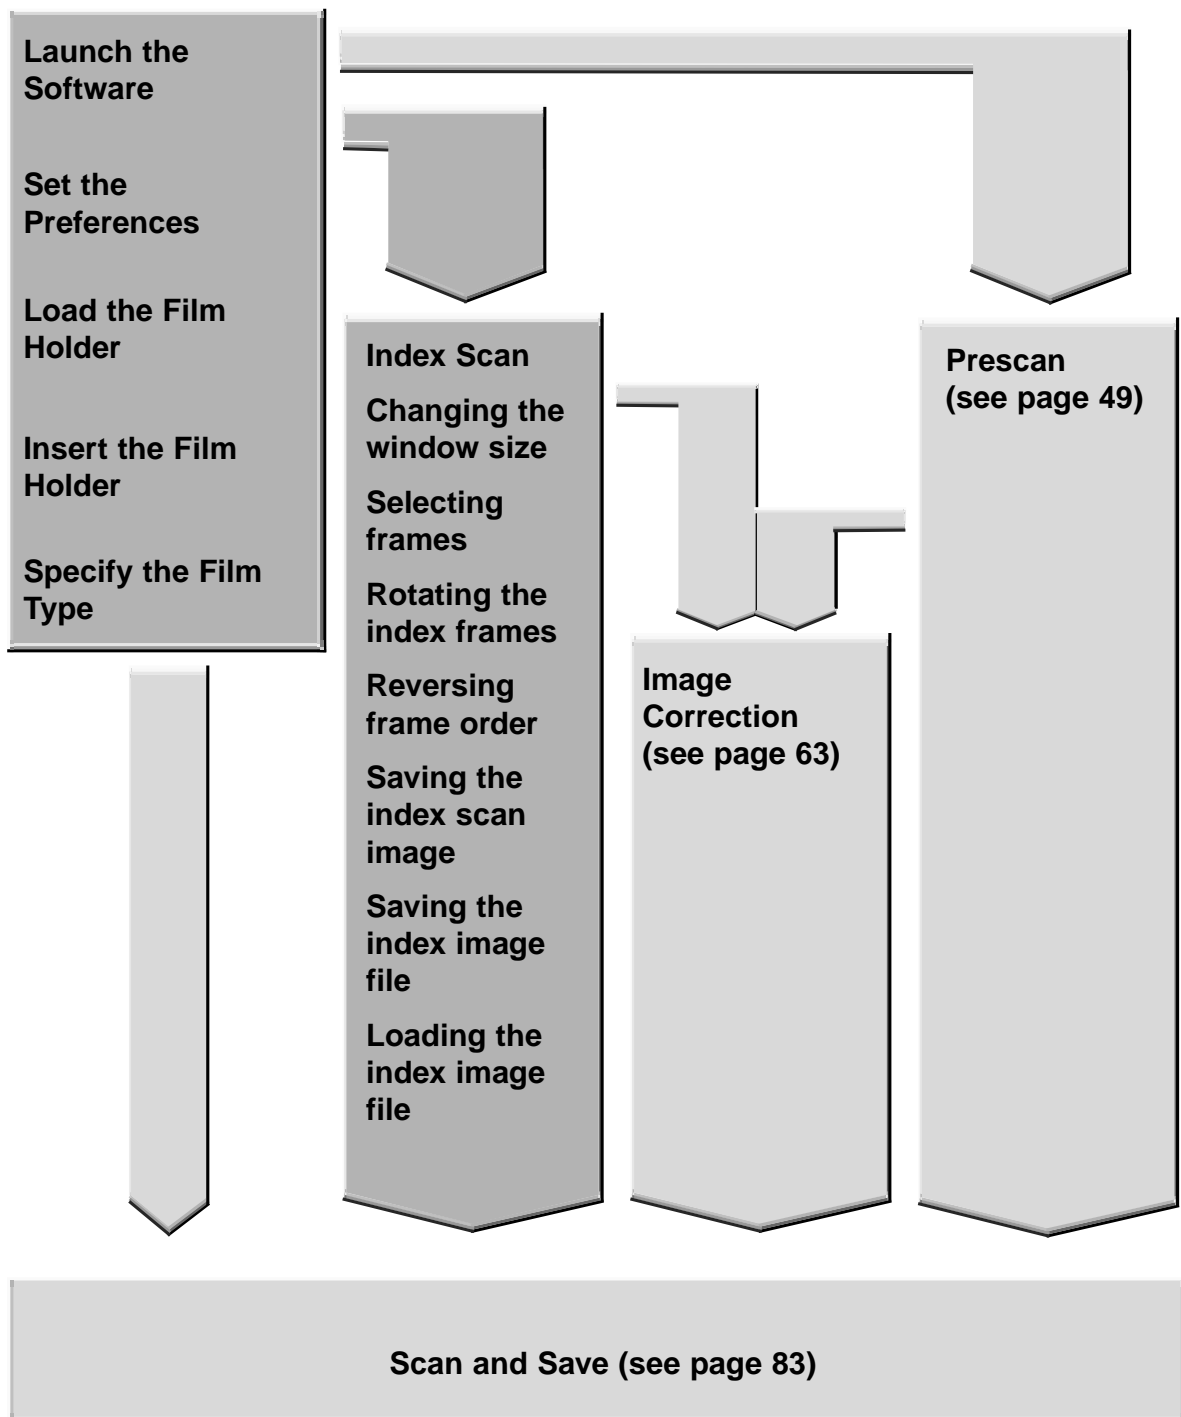 Launch the
Software
Set the
Preferences
Load the Film
Holder
Insert the Film
Holder
Specify the Film
Type
Index Scan
Changing the
window size
Selecting
frames
Rotating the
index frames
Reversing
frame order
Saving the
index scan
image
Saving the
index image
file
Loading the
index image
file
Image
Correction
(see page 63)
Prescan
(see page 49)
Scan and Save (see page 83)